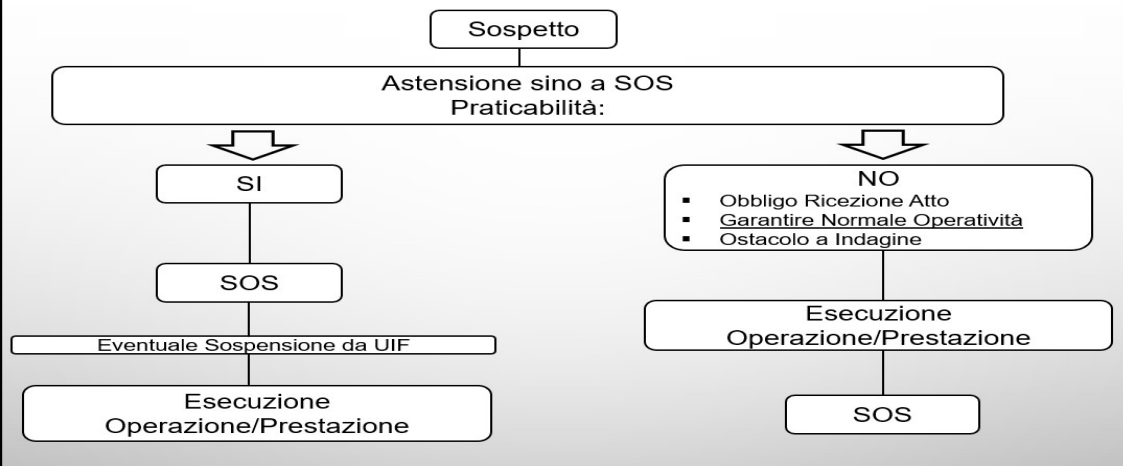 Sospetto
Astensione sino a SOS
Praticabilità:
SI
SOS
Eventuale Sospensione da UIF
Esecuzione
Operazione/Prestazione
NO
▪ Obbligo Ricezione Atto
▪ Garantire Normale Operatività
▪ Ostacolo a Indagine
Esecuzione
Operazione/Prestazione
SOS